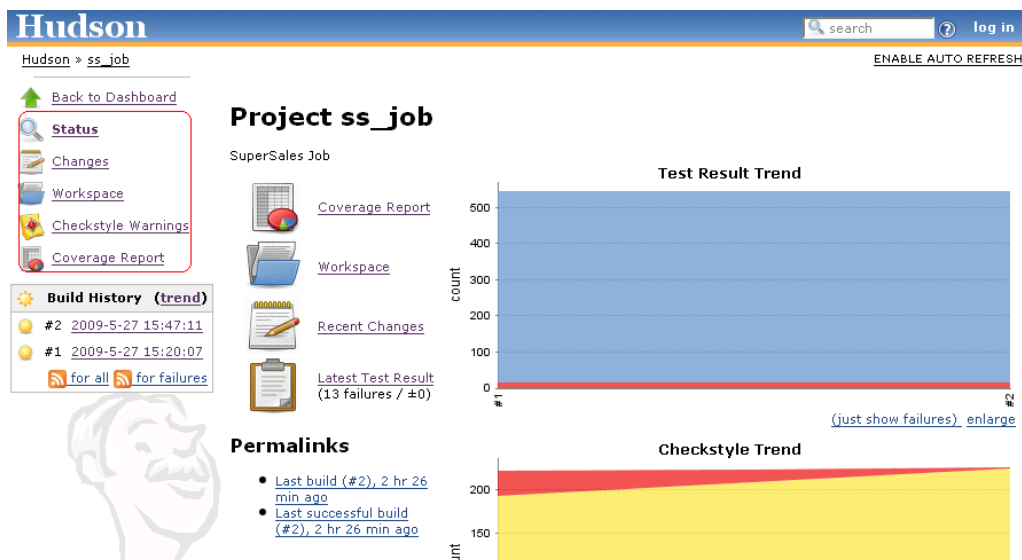 Hudson
search
log in
Hudson » ss_job
ENABLE AUTO REFRESH
Back to Dashboard
Status
Changes
Workspace
Checkstyle Warnings
Coverage Report
Build History (trend)
#2 2009-5-27 15:47:11
#1 2009-5-27 15:20:07
for all for failures
Project ss_job
SuperSales Job
Coverage Report
Workspace
Recent Changes
Latest Test Result
(13 failures / ±0)
Permalinks
Last build (#2), 2 hr 26
min ago
Last successful build
(#2), 2 hr 26 min ago
Test Result Trend
count
500
400
300
200
100
0
#1
#2
(just show failures) enlarge
Checkstyle Trend
200
150